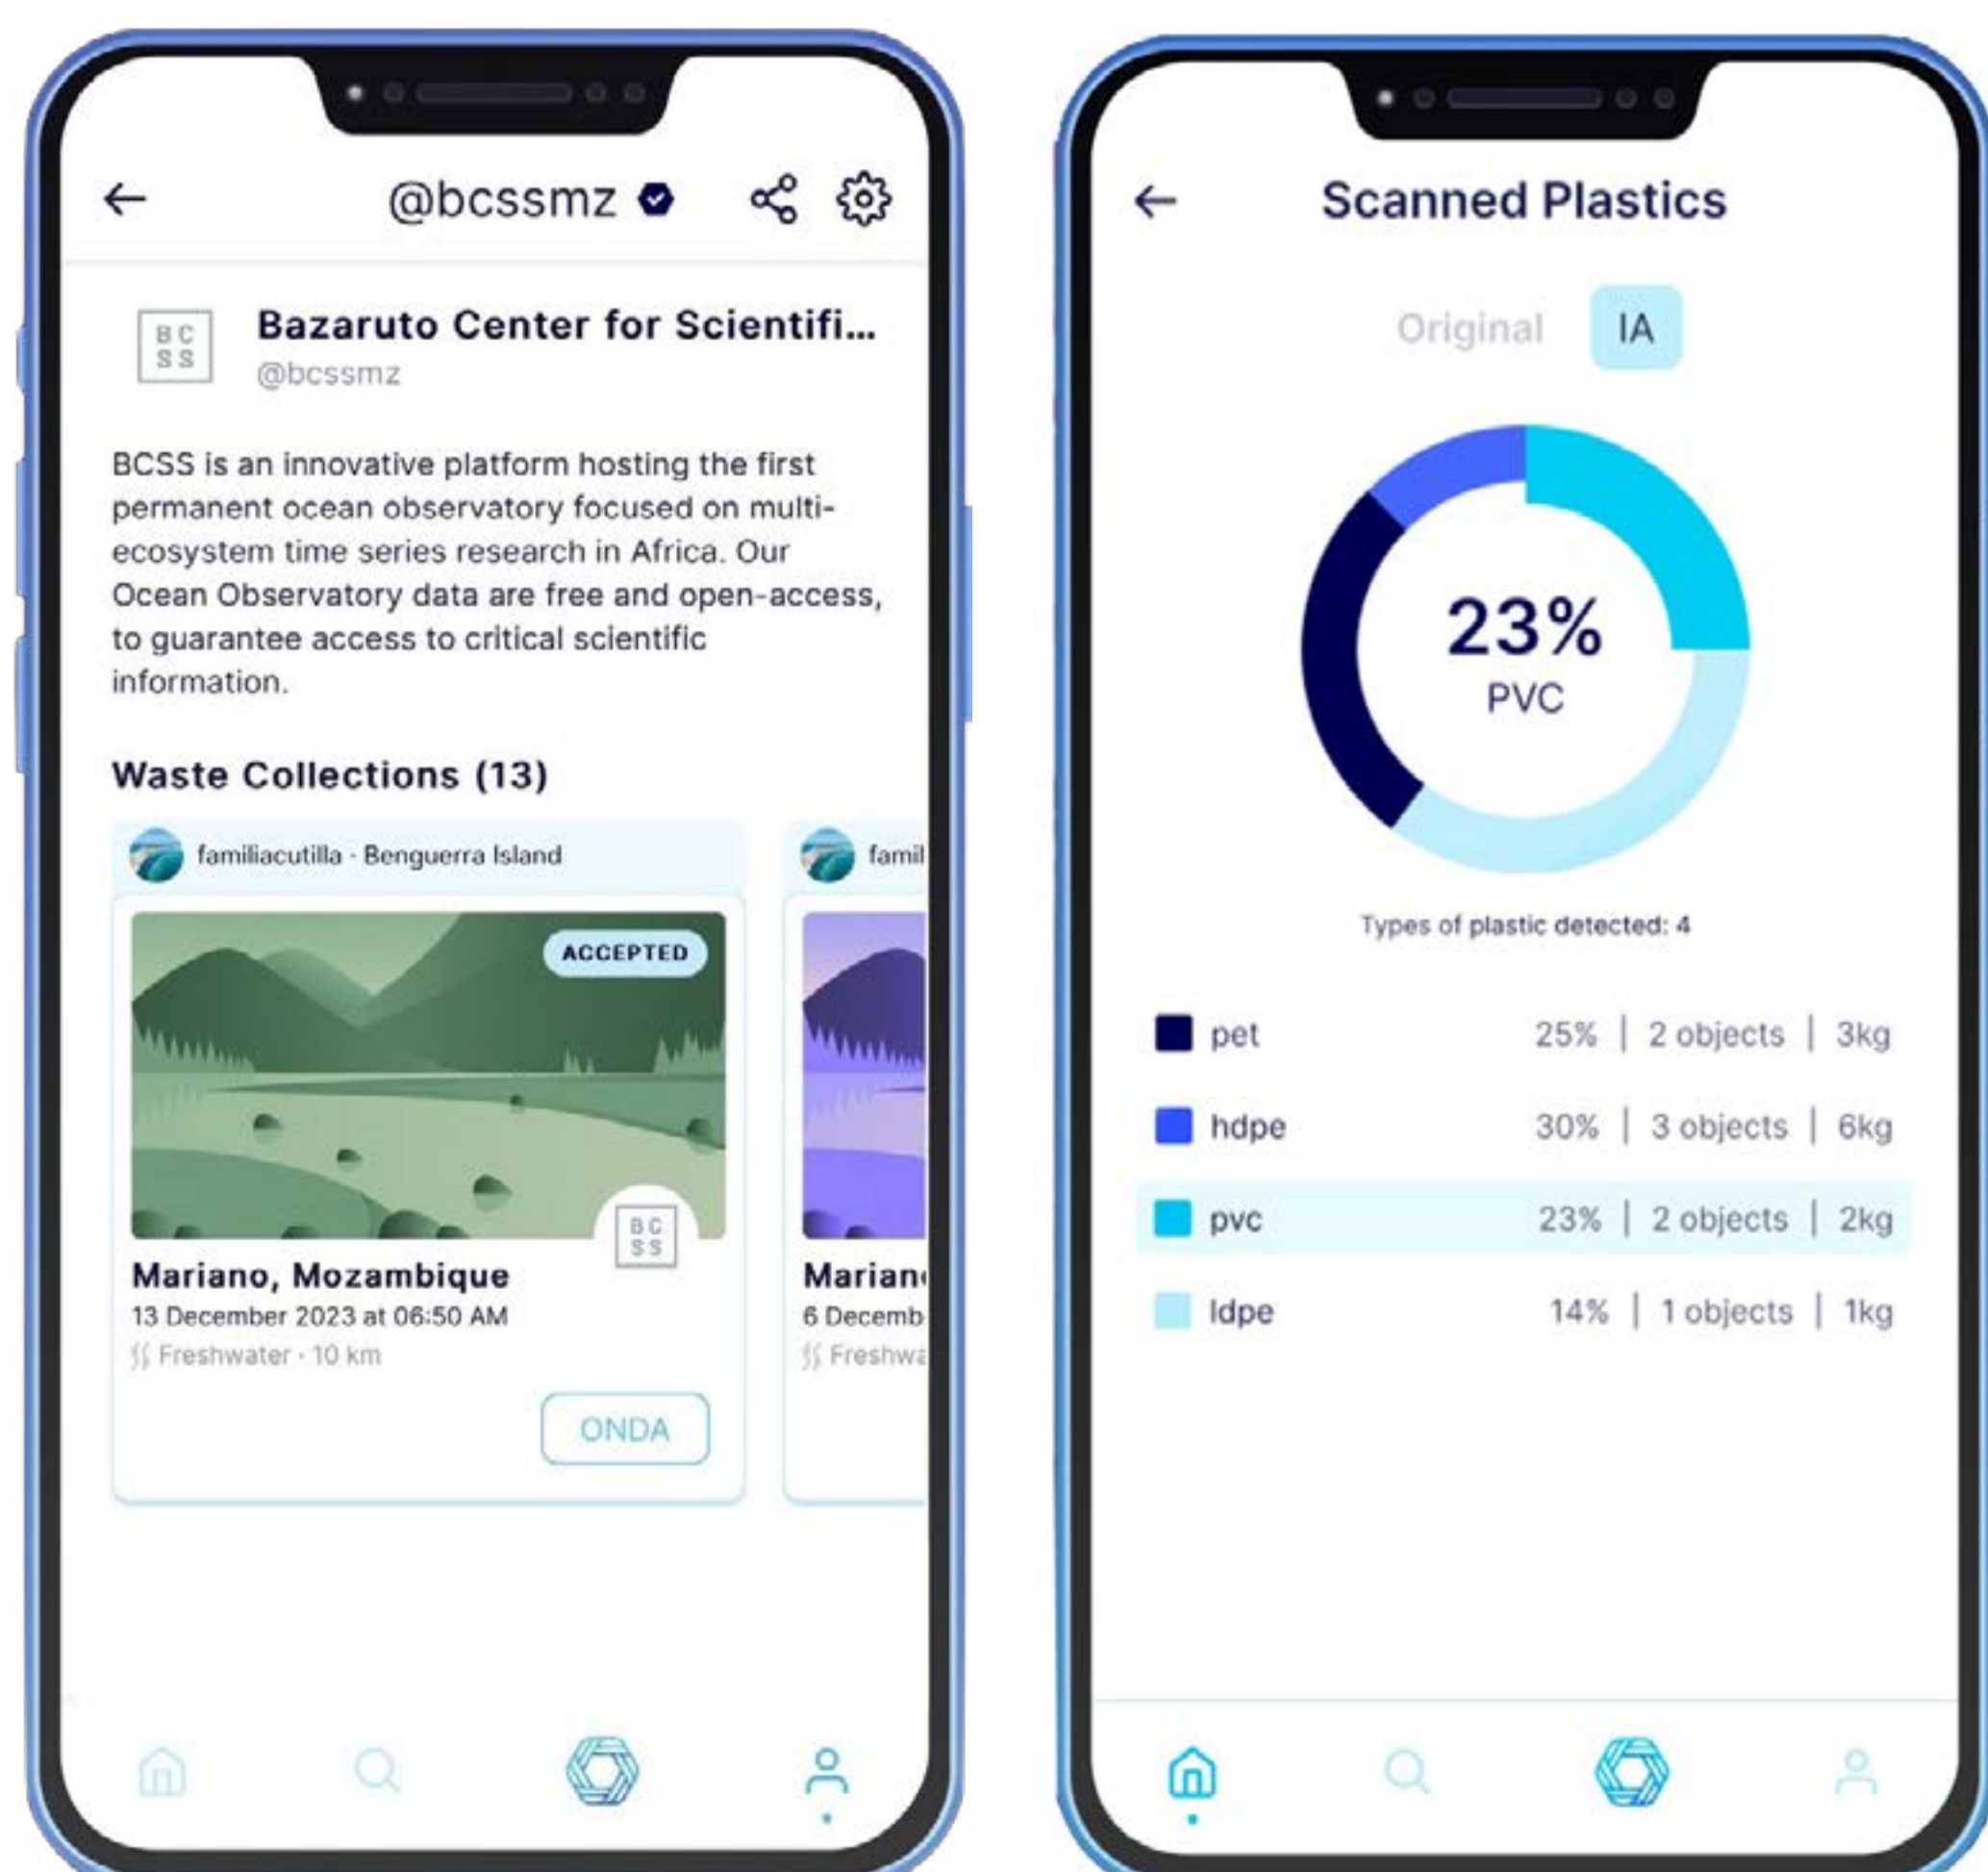 @bcssmz
BC
SS
Bazaruto Center for Scientifi...
@bcssmz
BCSS is an innovative platform hosting the first
permanent ocean observatory focused on multi-
ecosystem time series research in Africa. Our
Ocean Observatory data are free and open-access,
to guarantee access to critical scientific
information.
Waste Collections (13)
familiacutilla · Benguerra Island
famil
ACCEPTED
BC
SS
Mariano, Mozambique
13 December 2023 at 06:50 AM
Freshwater · 10 km
ONDA
Marian
6 Decemb
Freshwa
Scanned Plastics
Original IA
23%
PVC
Types of plastic detected: 4
pet 25% | 2 objects | 3kg
hdpe 30% | 3 objects | 6kg
pvc 23% | 2 objects | 2kg
ldpe 14% | 1 objects | 1kg